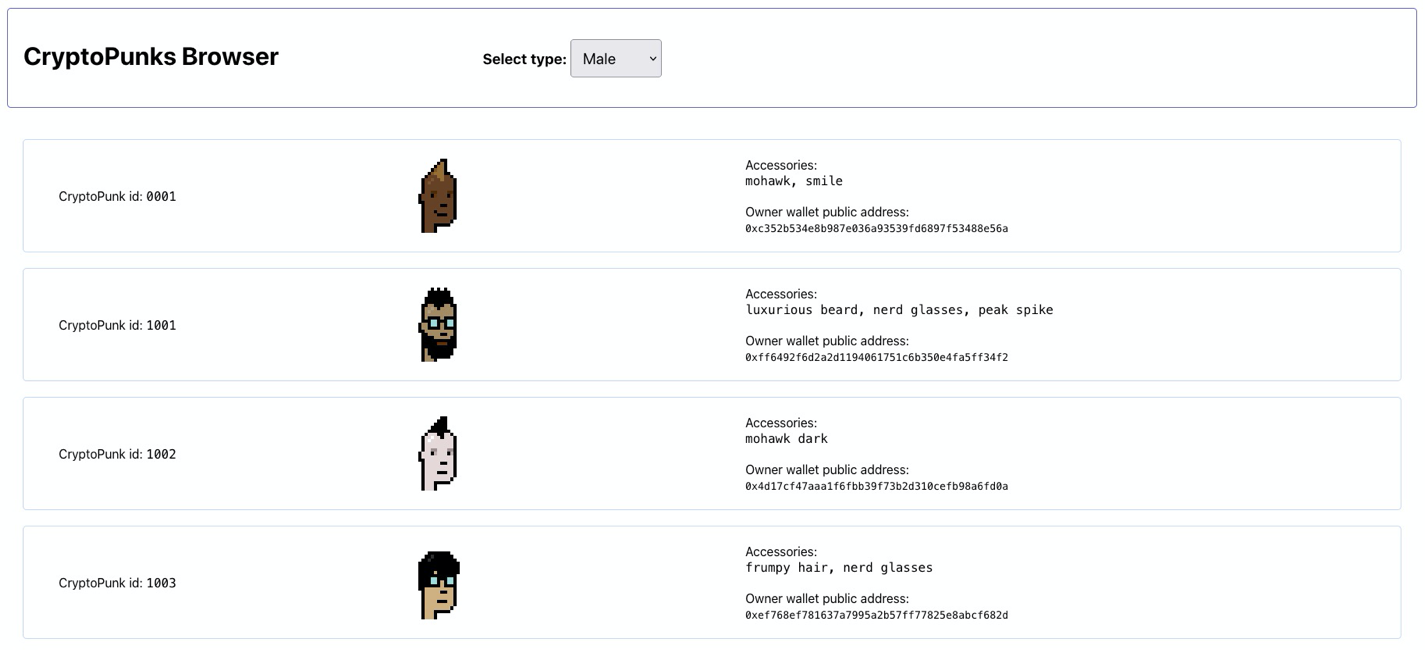 CryptoPunks Browser
Select type: Male
CryptoPunk id: 0001
Accessories:
mohawk, smile
Owner wallet public address:
0xc352b534e8b987e036a93539fd6897f53488e56a
CryptoPunk id: 1001
Accessories:
luxurious beard, nerd glasses, peak spike
Owner wallet public address:
0xff6492f6d2a2d1194061751c6b350e4fa5ff34f2
CryptoPunk id: 1002
Accessories:
mohawk dark
Owner wallet public address:
0x4d17cf47aaa1f6fbb39f73b2d310cefb98a6fd0a
CryptoPunk id: 1003
Accessories:
frumpy hair, nerd glasses
Owner wallet public address:
0xef768ef781637a7995a2b57ff77825e8abcf682d